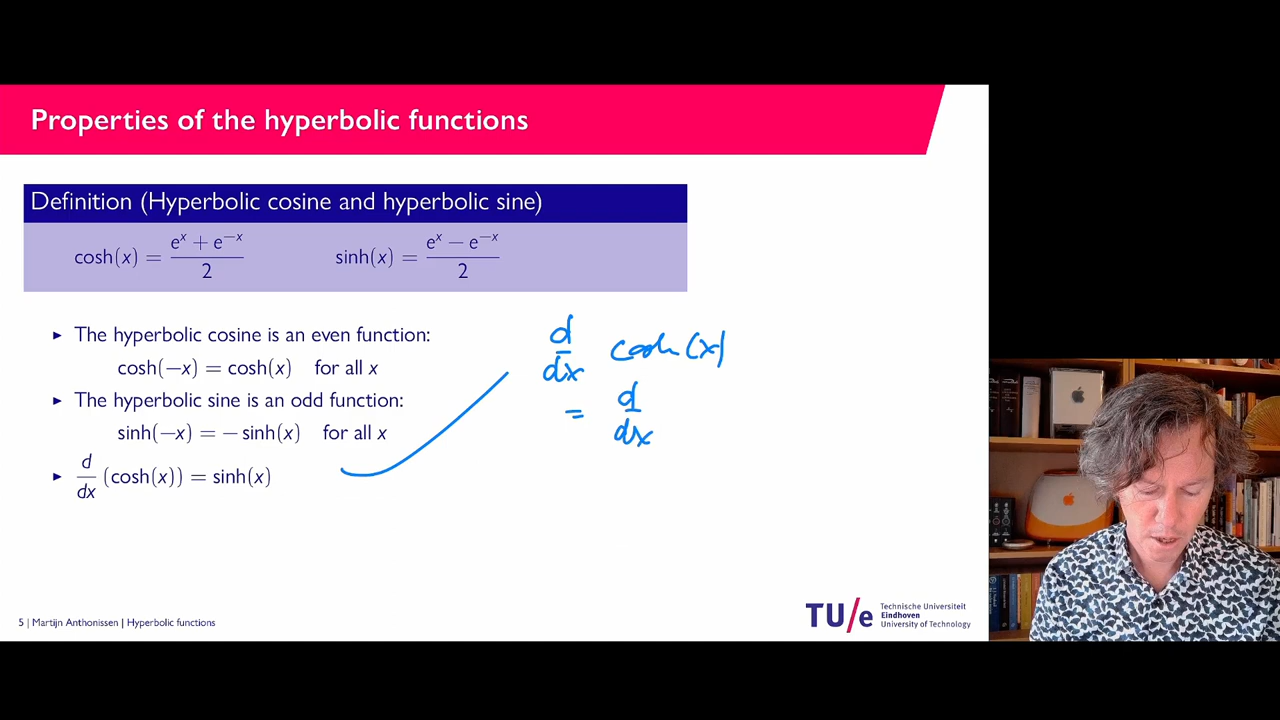 Properties of the hyperbolic functions
Definition (Hyperbolic cosine and hyperbolic sine)
cosh(x) = (eˣ + e⁻ˣ)/2    sinh(x) = (eˣ − e⁻ˣ)/2
▸ The hyperbolic cosine is an even function:
cosh(−x) = cosh(x)    for all x
▸ The hyperbolic sine is an odd function:
sinh(−x) = − sinh(x)    for all x
▸ d/dx (cosh(x)) = sinh(x)
d/dx cosh(x)
= d/dx
5 | Martijn Anthonissen | Hyperbolic functions
TU/e
Technische Universiteit
Eindhoven
University of Technology